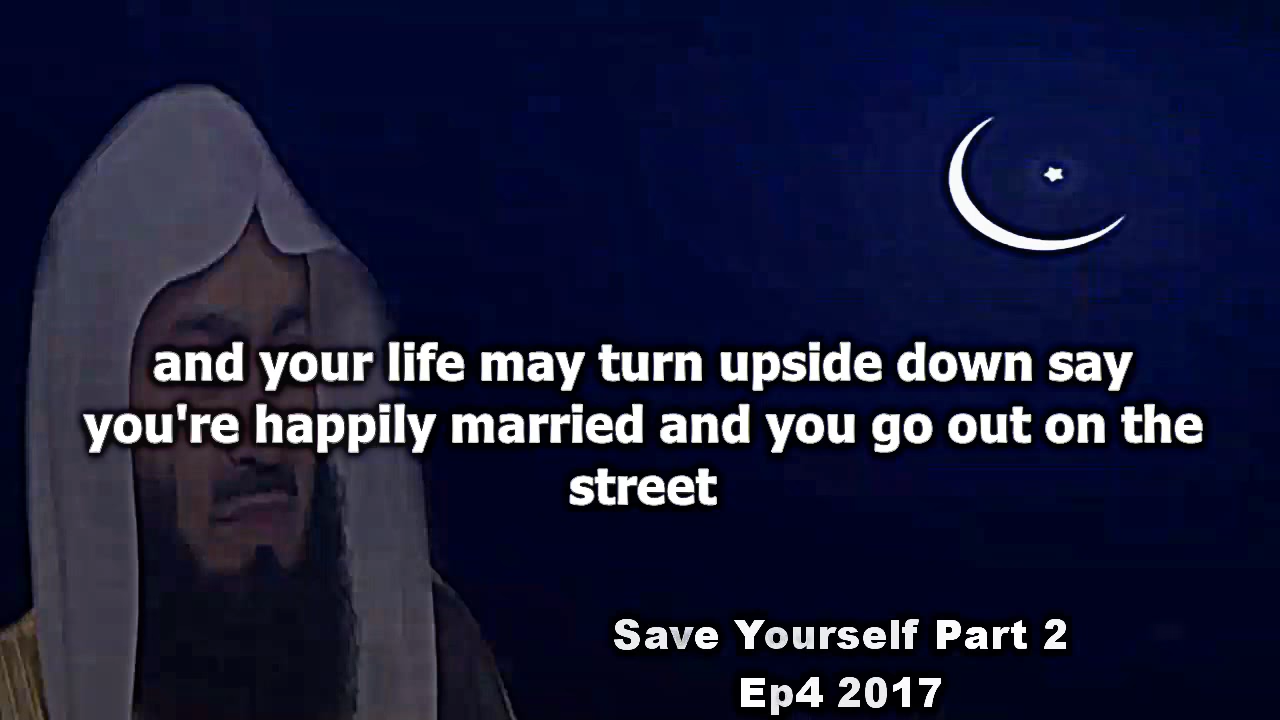 and your life may turn upside down say
you're happily married and you go out on the
street
Save Yourself Part 2
Ep4 2017